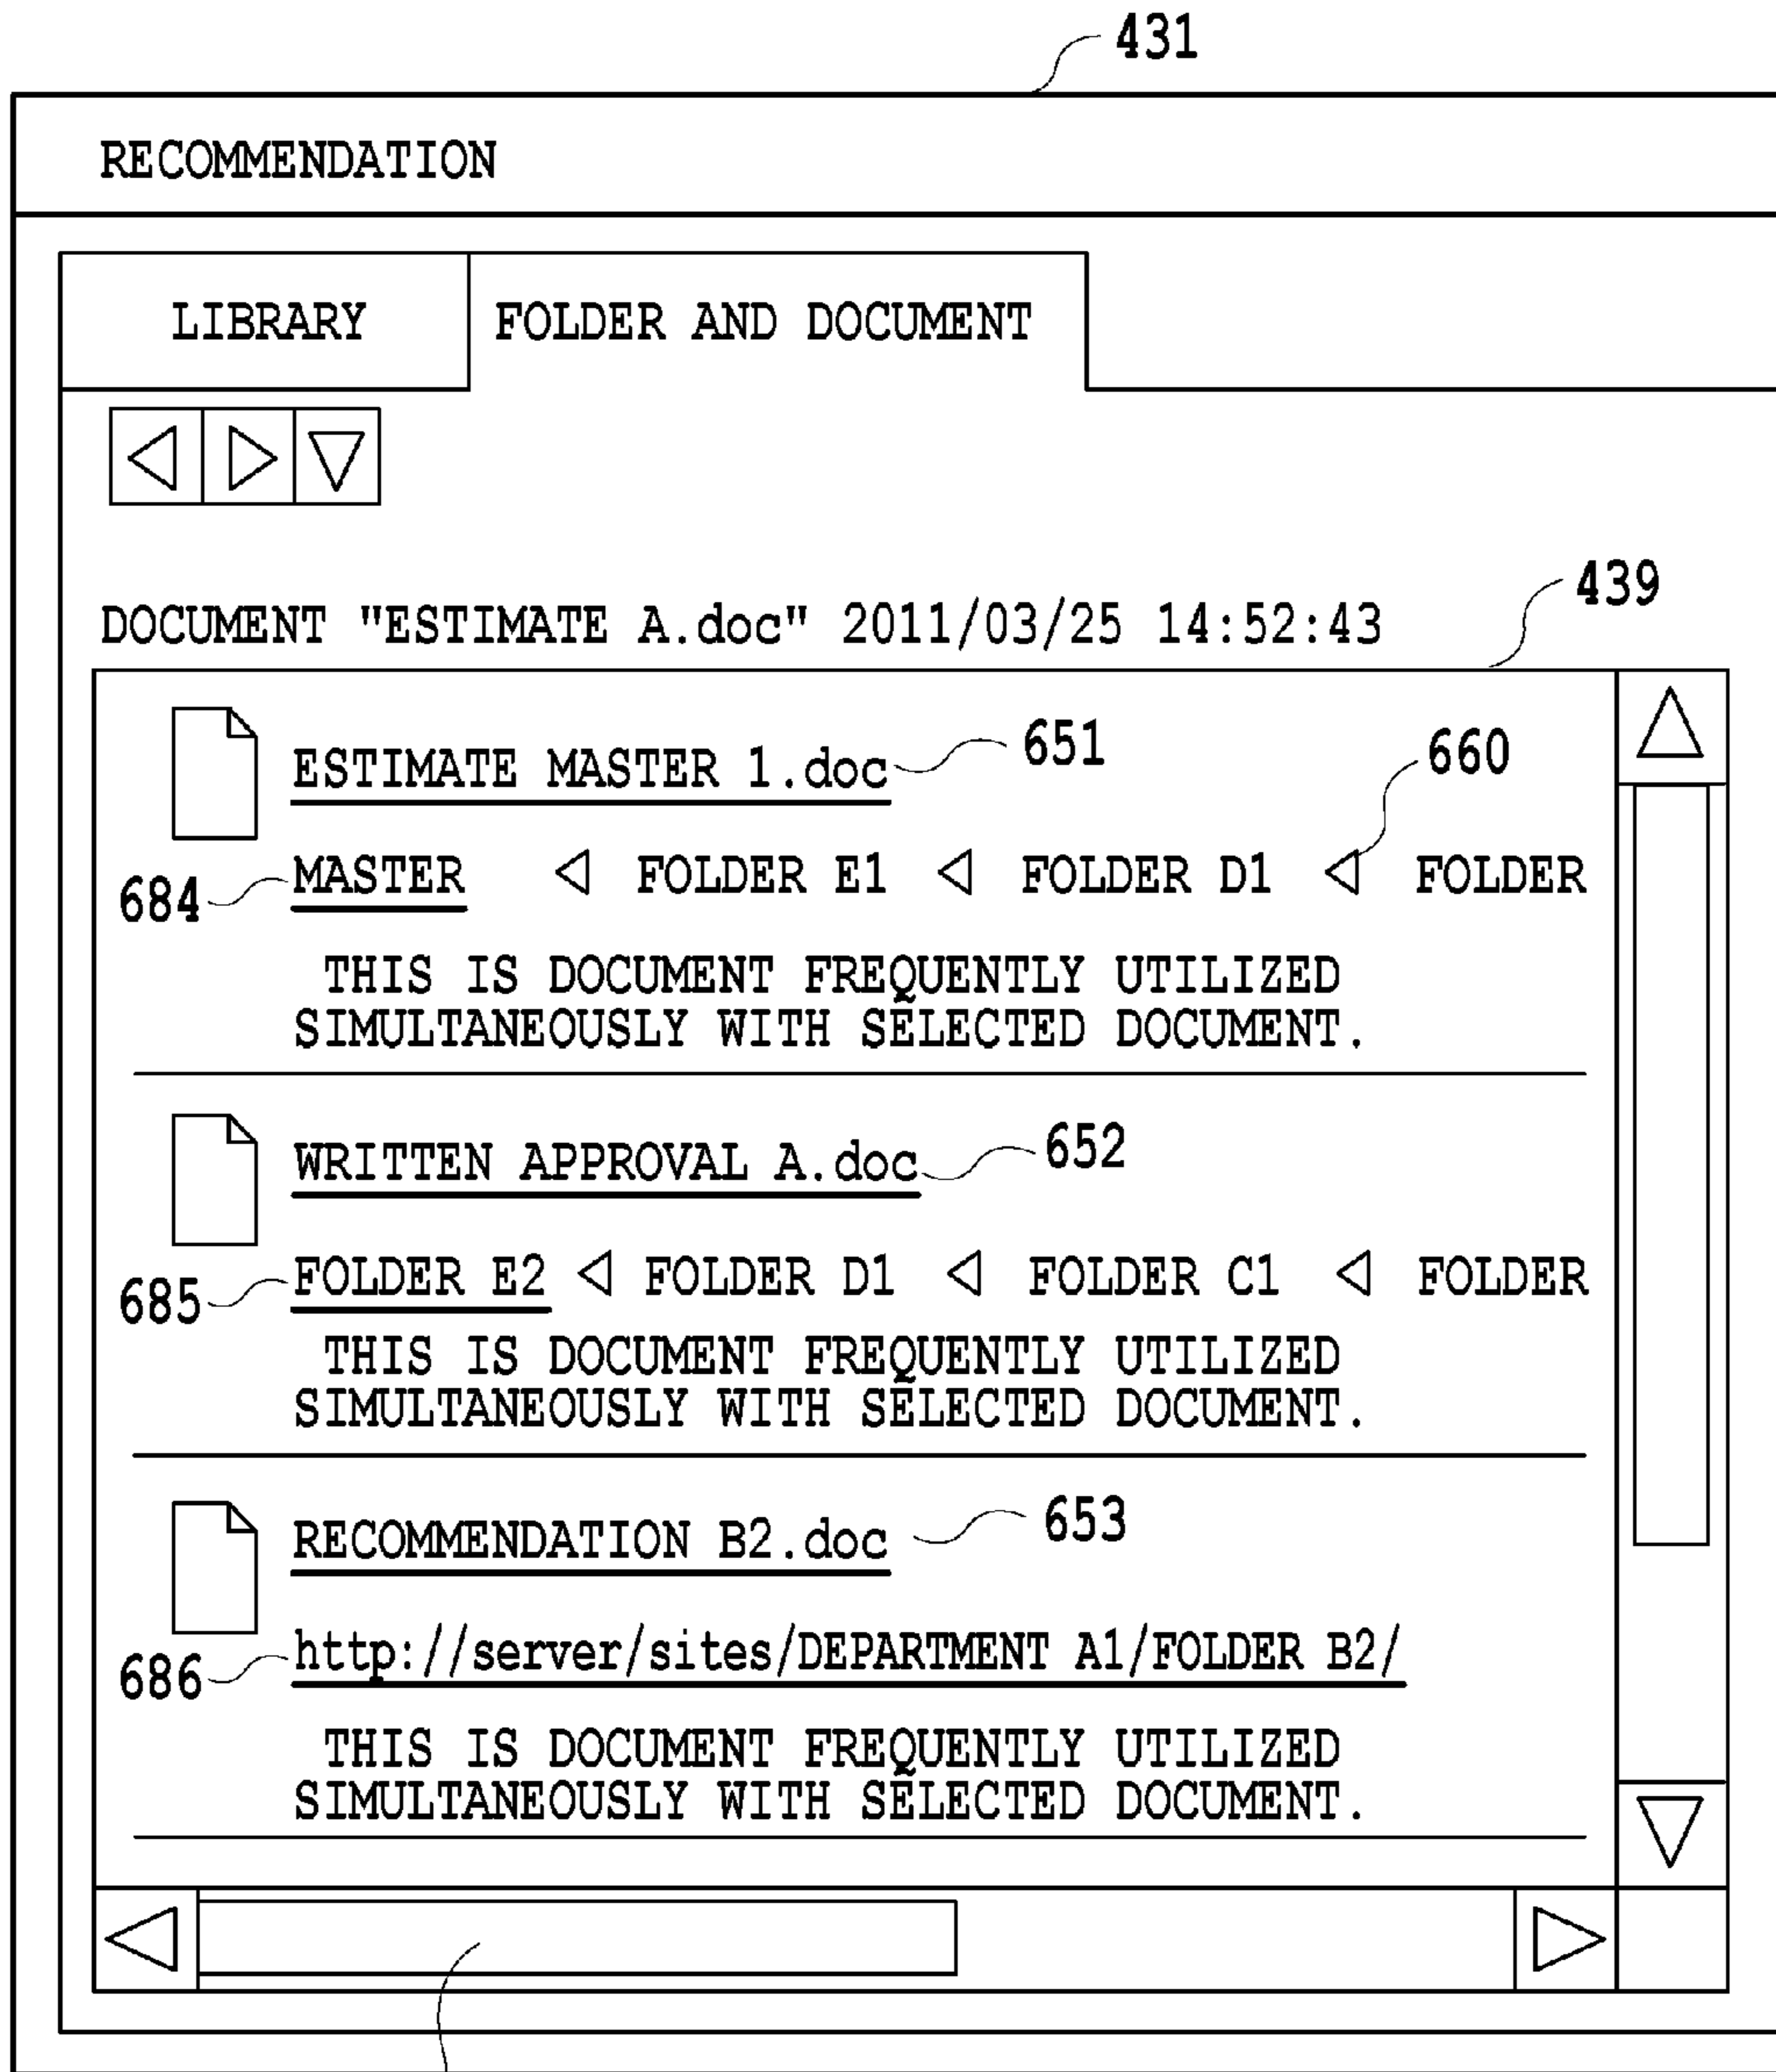 431
RECOMMENDATION
LIBRARY FOLDER AND DOCUMENT
439
DOCUMENT "ESTIMATE A.doc" 2011/03/25 14:52:43
ESTIMATE MASTER 1.doc 651
660
684 MASTER ◁ FOLDER E1 ◁ FOLDER D1 ◁ FOLDER
THIS IS DOCUMENT FREQUENTLY UTILIZED
SIMULTANEOUSLY WITH SELECTED DOCUMENT.
WRITTEN APPROVAL A.doc 652
685 FOLDER E2 ◁ FOLDER D1 ◁ FOLDER C1 ◁ FOLDER
THIS IS DOCUMENT FREQUENTLY UTILIZED
SIMULTANEOUSLY WITH SELECTED DOCUMENT.
RECOMMENDATION B2.doc 653
686 http://server/sites/DEPARTMENT A1/FOLDER B2/
THIS IS DOCUMENT FREQUENTLY UTILIZED
SIMULTANEOUSLY WITH SELECTED DOCUMENT.